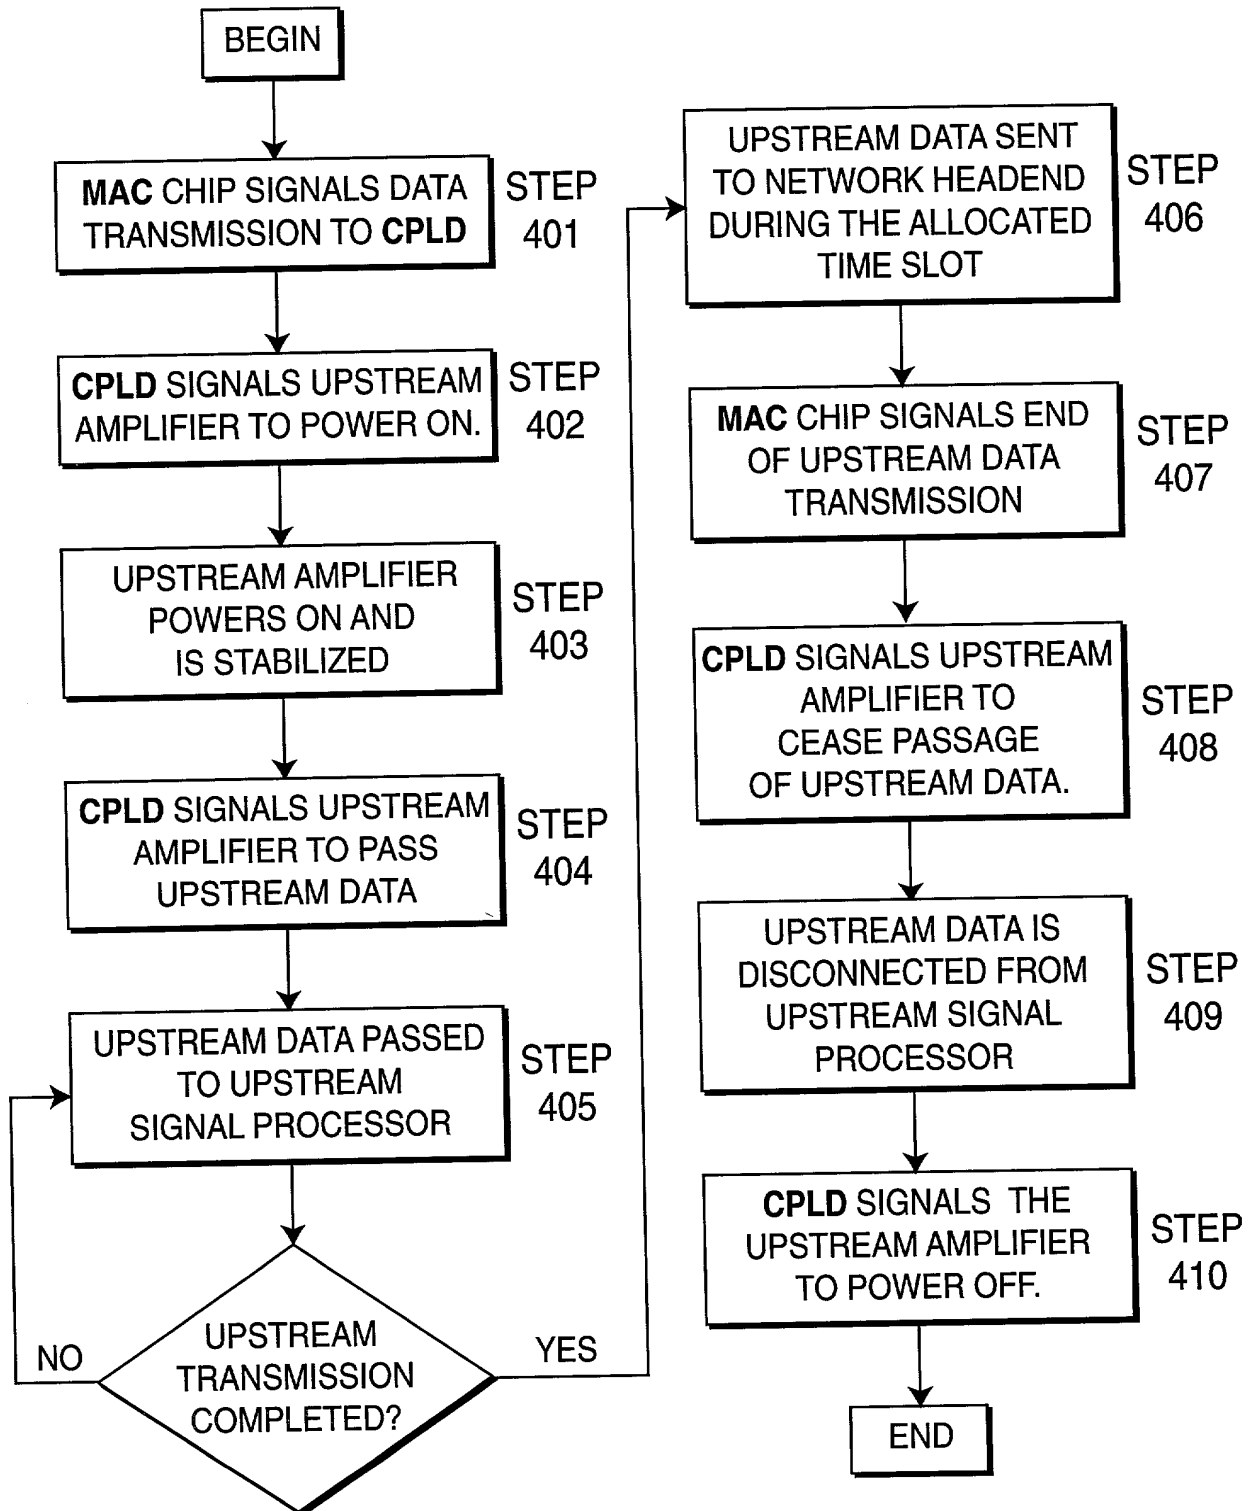 BEGIN
MAC CHIP SIGNALS DATA
TRANSMISSION TO CPLD
STEP
401
CPLD SIGNALS UPSTREAM
AMPLIFIER TO POWER ON.
STEP
402
UPSTREAM AMPLIFIER
POWERS ON AND
IS STABILIZED
STEP
403
CPLD SIGNALS UPSTREAM
AMPLIFIER TO PASS
UPSTREAM DATA
STEP
404
UPSTREAM DATA PASSED
TO UPSTREAM
SIGNAL PROCESSOR
STEP
405
UPSTREAM
TRANSMISSION
COMPLETED?
NO
YES
UPSTREAM DATA SENT
TO NETWORK HEADEND
DURING THE ALLOCATED
TIME SLOT
STEP
406
MAC CHIP SIGNALS END
OF UPSTREAM DATA
TRANSMISSION
STEP
407
CPLD SIGNALS UPSTREAM
AMPLIFIER TO
CEASE PASSAGE
OF UPSTREAM DATA.
STEP
408
UPSTREAM DATA IS
DISCONNECTED FROM
UPSTREAM SIGNAL
PROCESSOR
STEP
409
CPLD SIGNALS THE
UPSTREAM AMPLIFIER
TO POWER OFF.
STEP
410
END